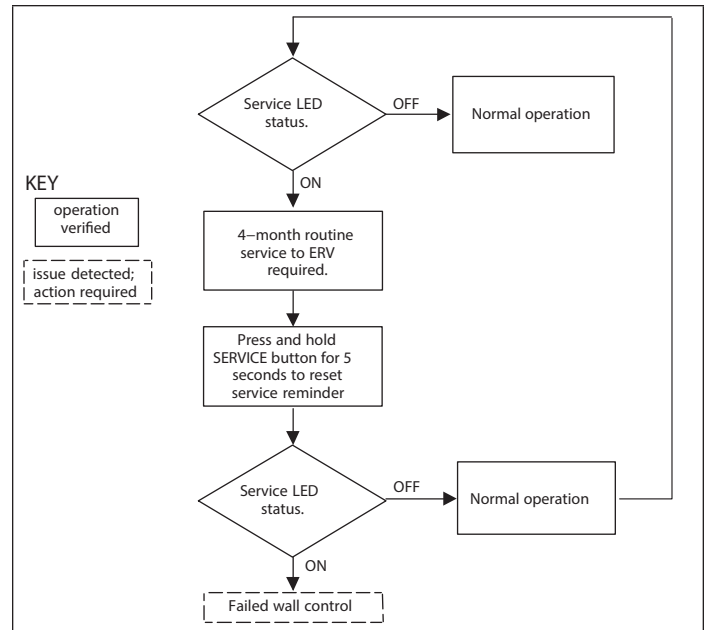 Service LED
status.
OFF
Normal operation
ON
KEY
operation
verified
issue detected;
action required
4−month routine
service to ERV
required.
Press and hold
SERVICE button for 5
seconds to reset
service reminder
Service LED
status.
OFF
Normal operation
ON
Failed wall control